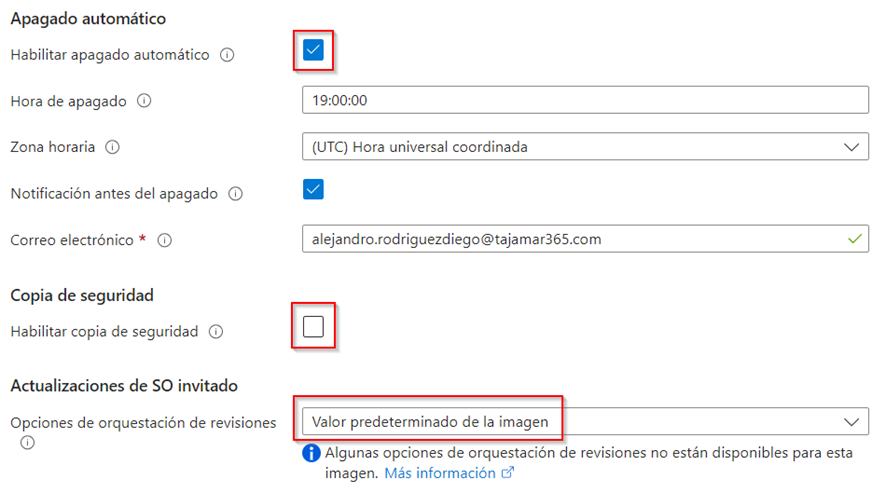 Apagado automático
Habilitar apagado automático
Hora de apagado
19:00:00
Zona horaria
(UTC) Hora universal coordinada
Notificación antes del apagado
Correo electrónico *
alejandro.rodriguezdiego@tajamar365.com
Copia de seguridad
Habilitar copia de seguridad
Actualizaciones de SO invitado
Opciones de orquestación de revisiones
Valor predeterminado de la imagen
Algunas opciones de orquestación de revisiones no están disponibles para esta
imagen. Más información